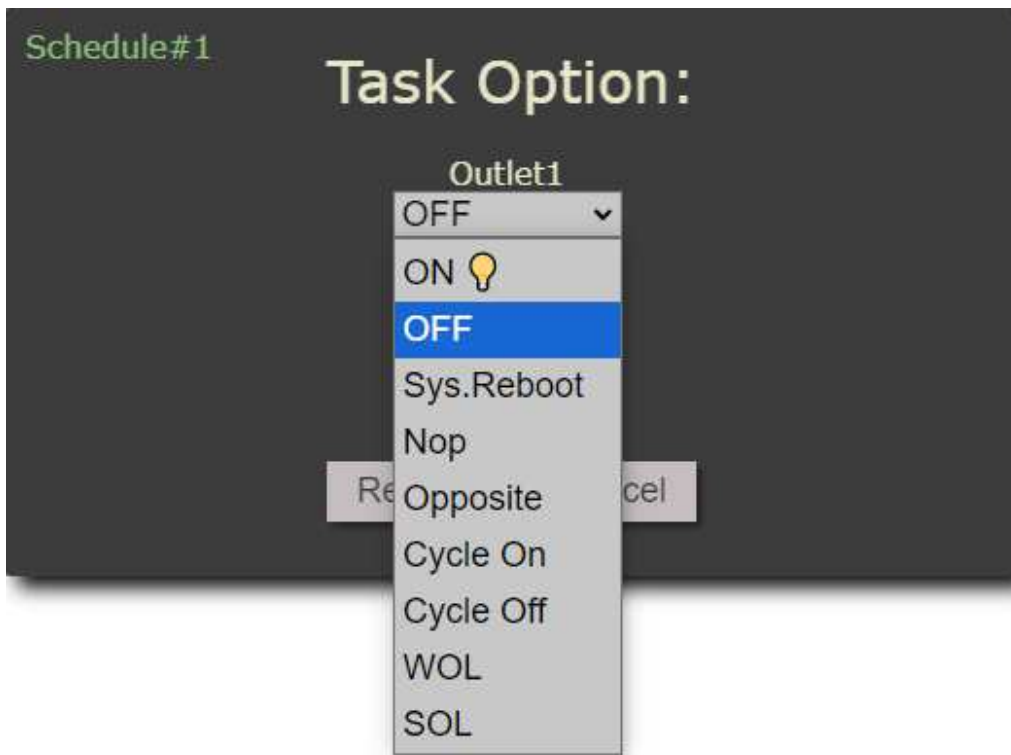 Schedule#1
Task Option:
Outlet1
OFF
ON
OFF
Sys.Reboot
Nop
Opposite
Cycle On
Cycle Off
WOL
SOL